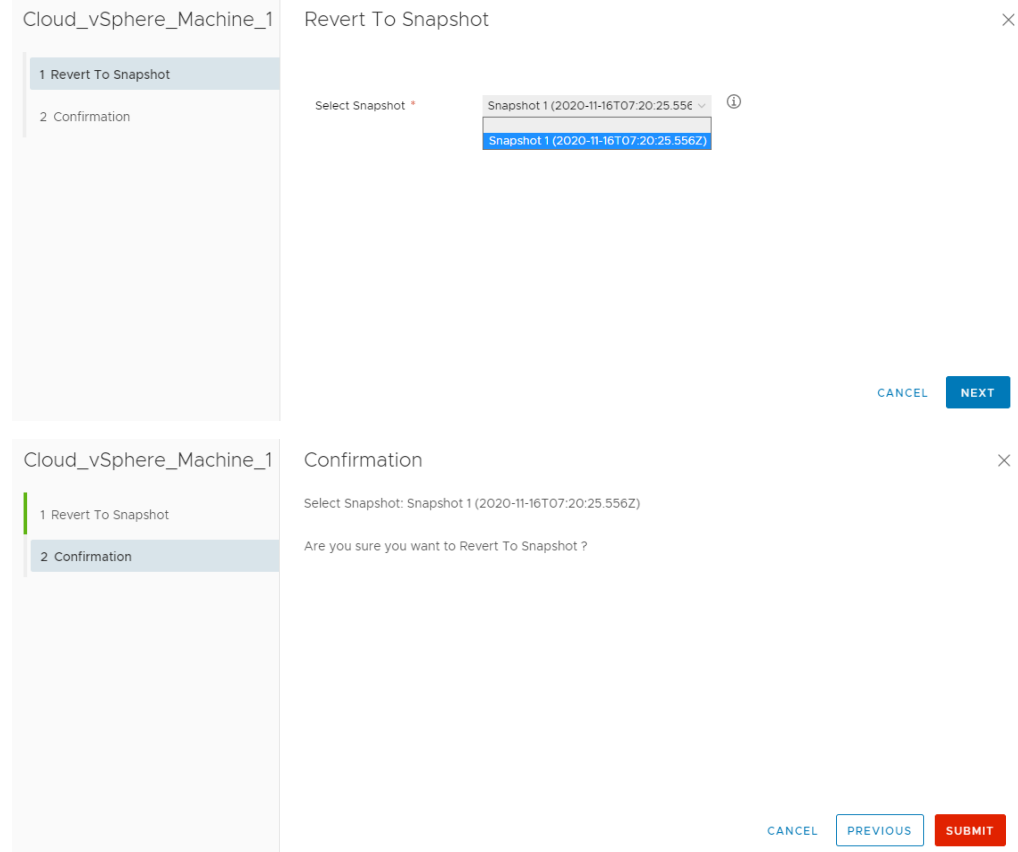 Cloud_vSphere_Machine_1
Revert To Snapshot
1 Revert To Snapshot
2 Confirmation
Select Snapshot *
Snapshot 1 (2020-11-16T07:20:25.556
Snapshot 1 (2020-11-16T07:20:25.556Z)
CANCEL
NEXT
Cloud_vSphere_Machine_1
Confirmation
1 Revert To Snapshot
2 Confirmation
Select Snapshot: Snapshot 1 (2020-11-16T07:20:25.556Z)
Are you sure you want to Revert To Snapshot ?
CANCEL
PREVIOUS
SUBMIT